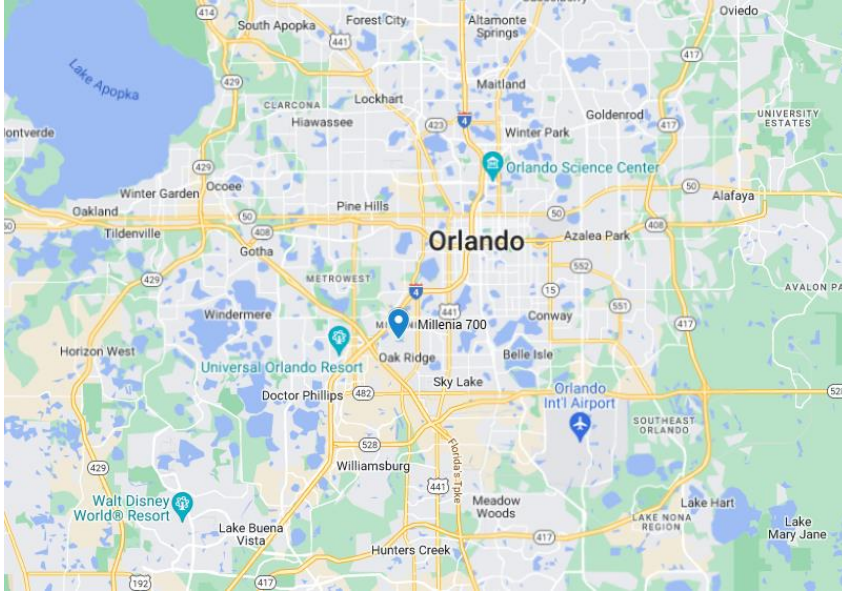 Forest City
Altamonte
Springs
Oviedo
414
South Apopka
441
417
429
Lake Apopka
Maitland
Lockhart
CLARCONA
Hiawassee
423
4
Goldenrod
UNIVERSITY
ESTATES
Winter Park
417
ontverde
429
Orlando Science Center
Ocoee
Winter Garden
50
Alafaya
Pine Hills
Oakland
50
50
50
408
Tildenville
408
Orlando
Azalea Park
Gotha
552
429
METROWEST
4
15
AVALON PA
441
551
Windermere
Millenia 700
Conway
417
Horizon West
Universal Orlando Resort
Oak Ridge
Belle Isle
Sky Lake
Doctor Phillips
482
Orlando
Int'l Airport
528
SOUTHEAST
ORLANDO
528
Florida's Tpke
429
Williamsburg
441
Walt Disney
World® Resort
Meadow
Woods
Lake Hart
LAKE NONA
REGION
Lake
Mary Jane
Lake Buena
Vista
417
Hunters Creek
192
417